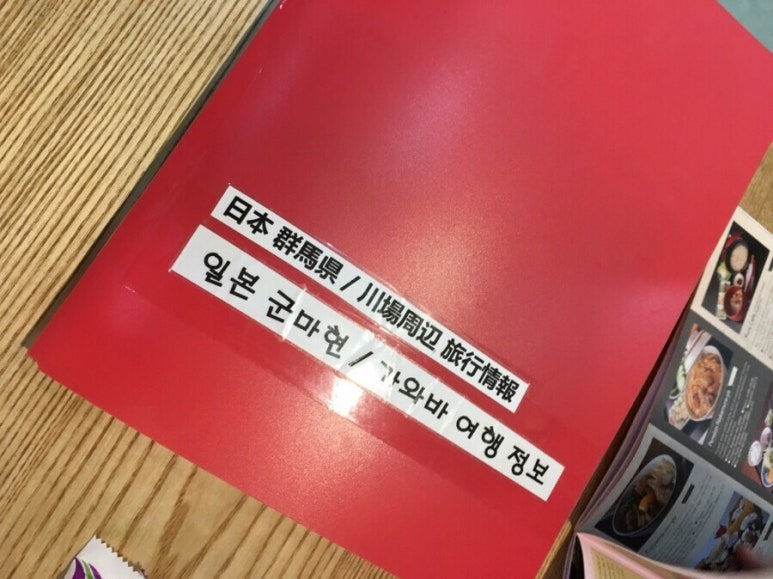 日本 群馬県 / 川場周辺 旅行情報
일본 군마현 / 가와바 여행 정보